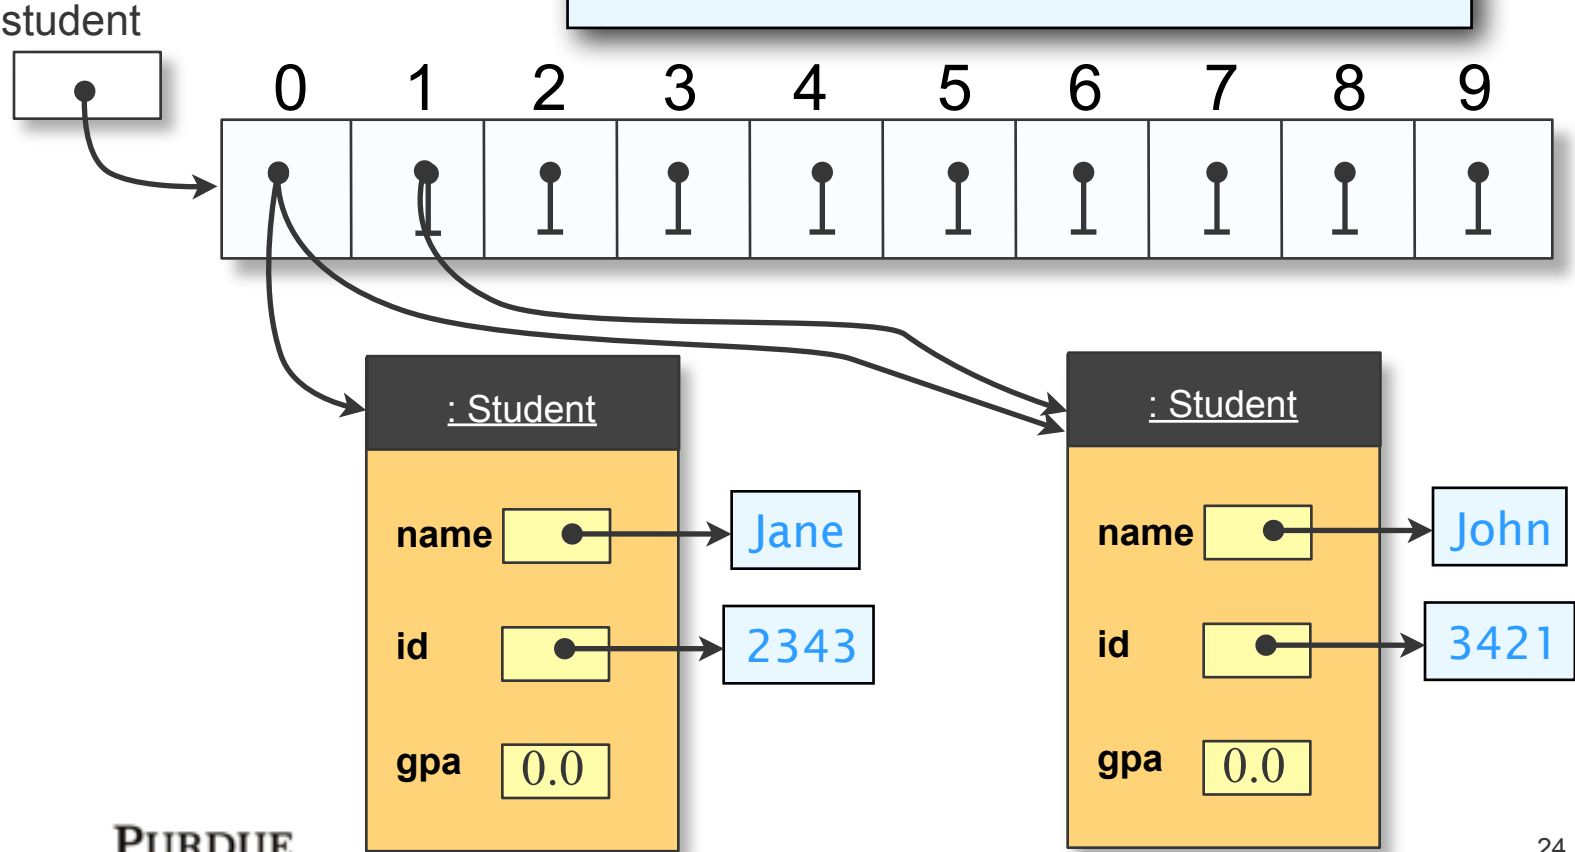 student
0 1 2 3 4 5 6 7 8 9
: Student
: Student
name
Jane
name
John
id
2343
id
3421
gpa
0.0
gpa
0.0
PURDUE
24